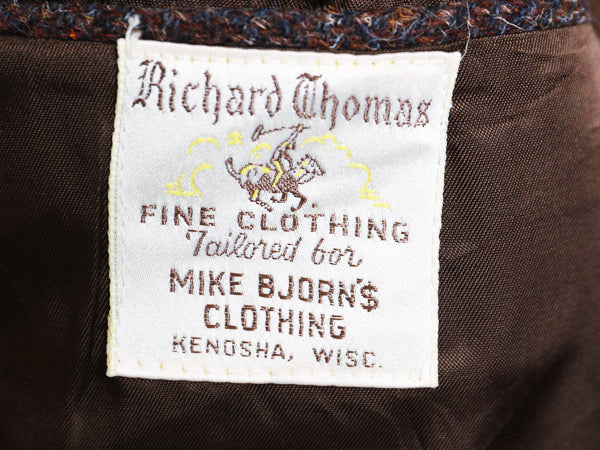 Richard Thomas
FINE CLOTHING
Tailored for
MIKE BJORN'$
CLOTHING
KENOSHA, WISC.